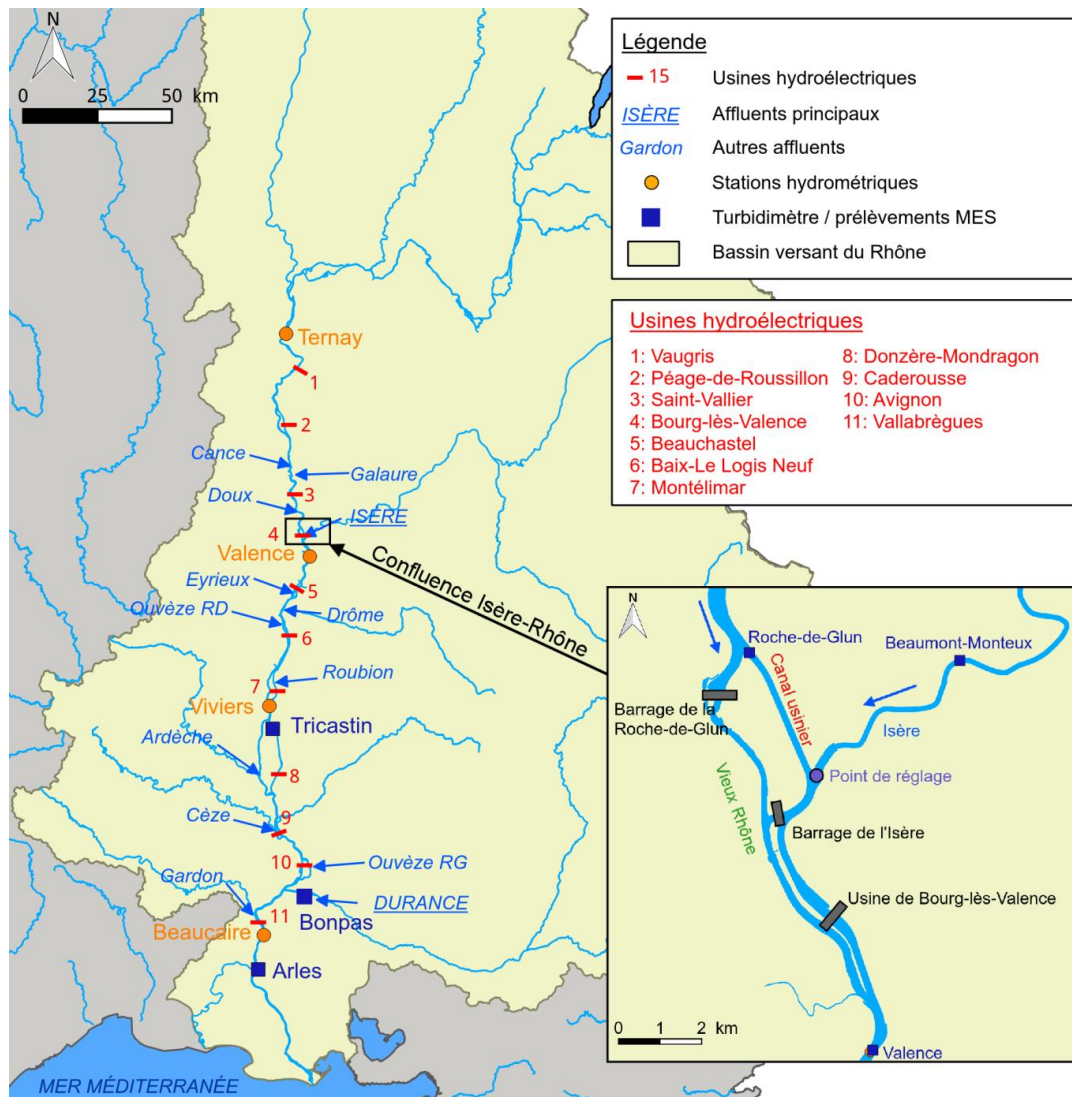 N
0 25 50 km
Ternay
1
2
Cance
Galaure
3
Doux
ISÈRE
4
Valence
Confluence Isère-Rhône
5
Eyrieux
Ouvèze RD
Drôme
6
Roubion
7
Viviers
Tricastin
Ardèche
8
Cèze
9
10
Ouvèze RG
Gardon
DURANCE
11
Bonpas
Beaucaire
Arles
MER MÉDITERRANÉE
Légende
15 Usines hydroélectriques
ISÈRE Affluents principaux
Gardon Autres affluents
Stations hydrométriques
Turbidimètre / prélèvements MES
Bassin versant du Rhône
Usines hydroélectriques
1: Vaugris
2: Péage-de-Roussillon
3: Saint-Vallier
4: Bourg-lès-Valence
5: Beauchastel
6: Baix-Le Logis Neuf
7: Montélimar
8: Donzère-Mondragon
9: Caderousse
10: Avignon
11: Vallabrègues
N
Roche-de-Glun
Beaumont-Monteux
Barrage de la
Roche-de-Glun
Canal usinier
Isère
Point de réglage
Vieux Rhône
Barrage de l'Isère
Usine de Bourg-lès-Valence
0 1 2 km
Valence